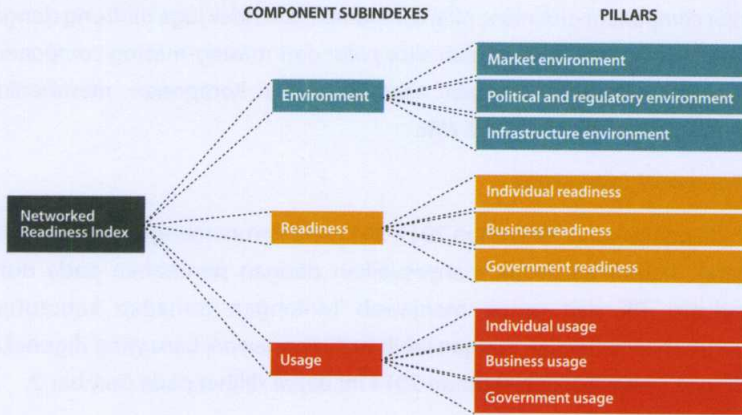 COMPONENT SUBINDEXES
PILLARS
Networked
Readiness Index
Environment
Market environment
Political and regulatory environment
Infrastructure environment
Readiness
Individual readiness
Business readiness
Government readiness
Usage
Individual usage
Business usage
Government usage